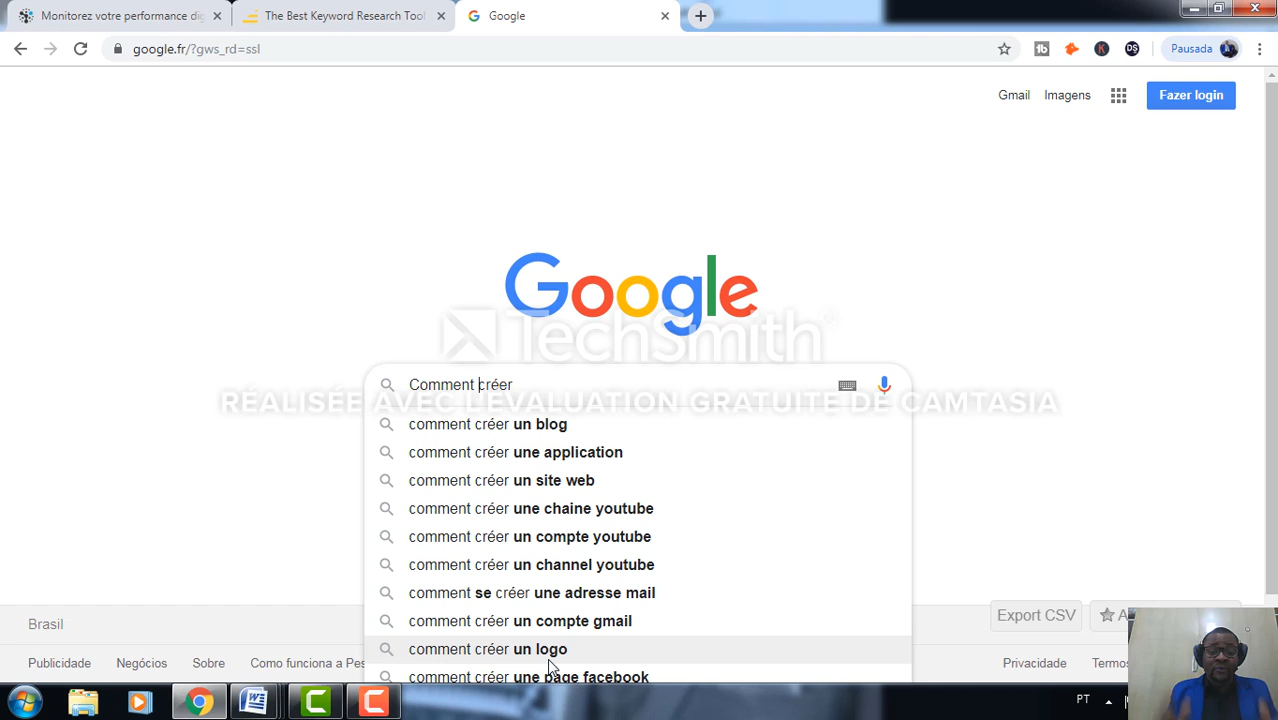 Monitorez votre performance dig
The Best Keyword Research Tool
Google
google.fr/?gws_rd=ssl
Pausada
Gmail Imagens Fazer login
Google
TechSmith
Comment créer
RÉALISÉE AVEC L'ÉVALUATION GRATUITE DE CAMTASIA
comment créer un blog
comment créer une application
comment créer un site web
comment créer une chaine youtube
comment créer un compte youtube
comment créer un channel youtube
comment se créer une adresse mail
comment créer un compte gmail
comment créer un logo
comment créer une page facebook
Export CSV
Brasil
Publicidade Negócios Sobre Como funciona a Pes
Privacidade Termos
PT